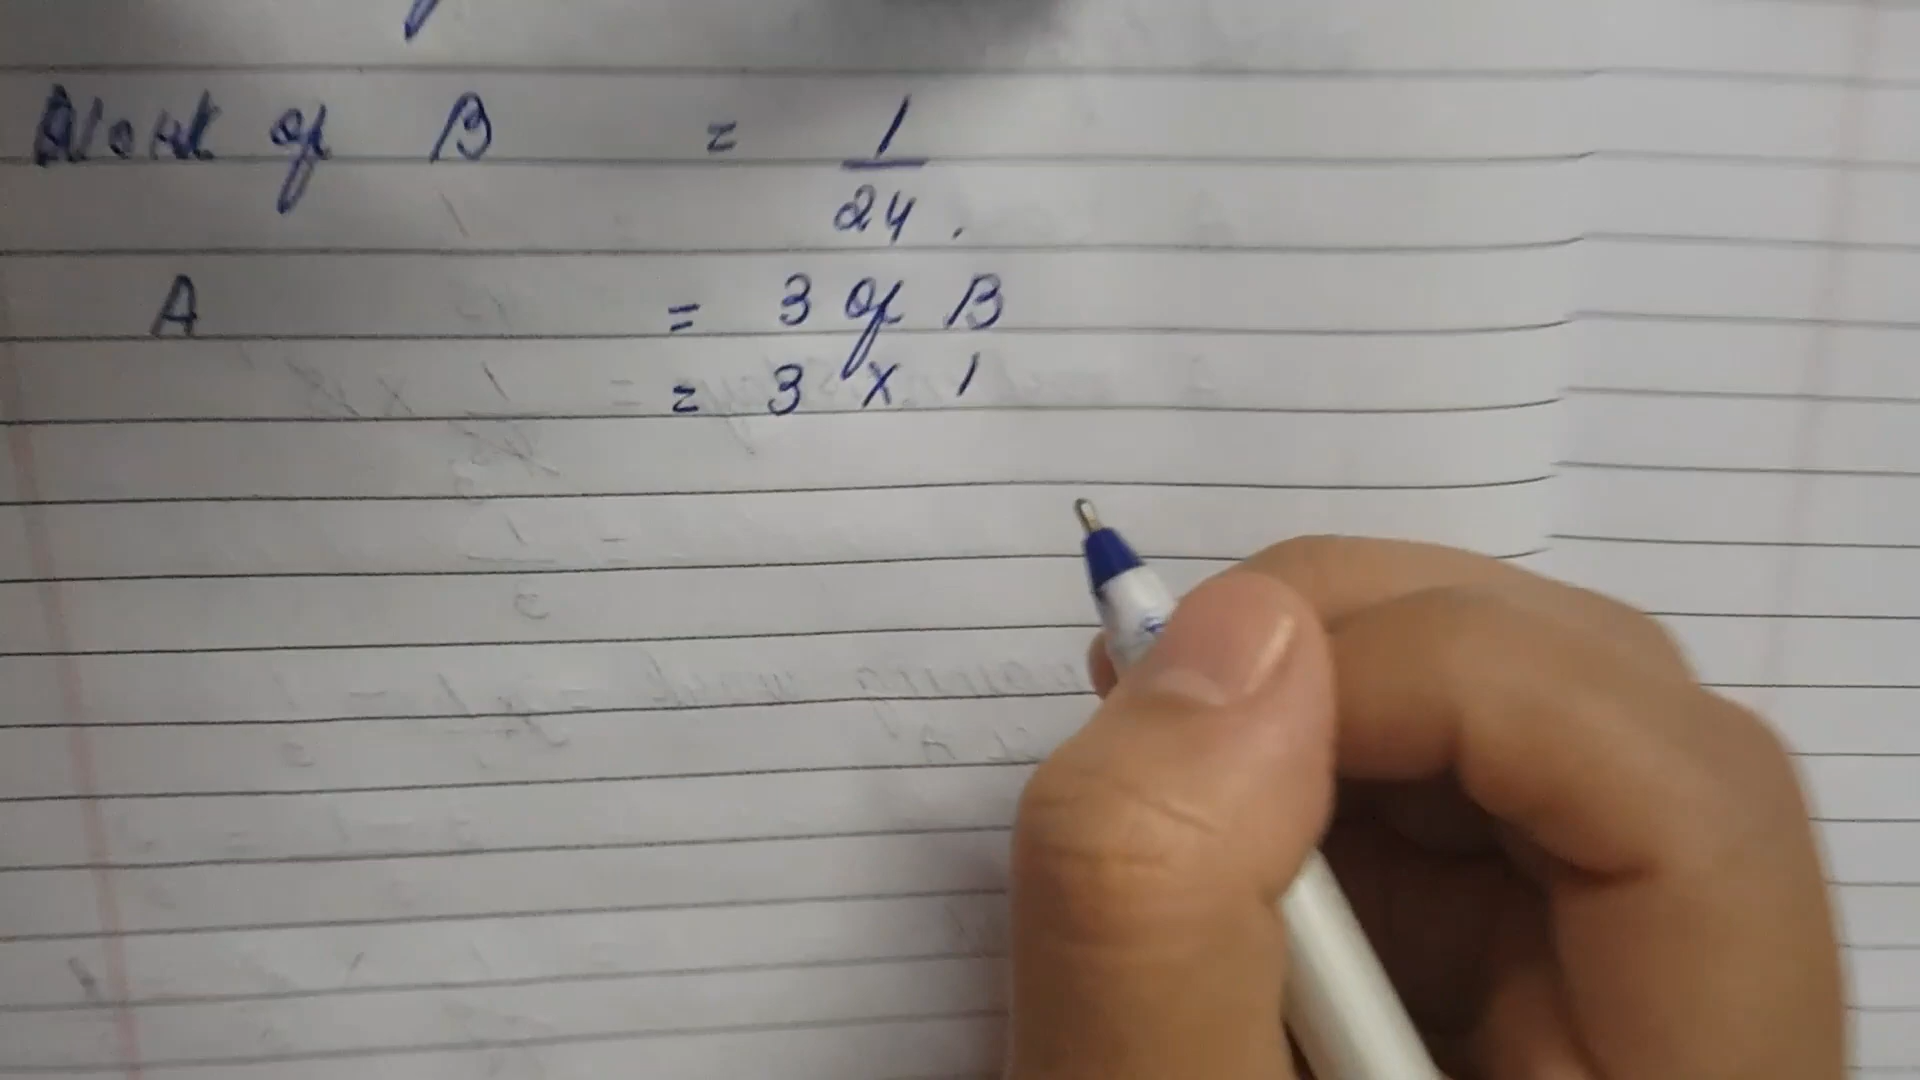 Work of B = 1/24.
A = 3 of B
= 3 x 1